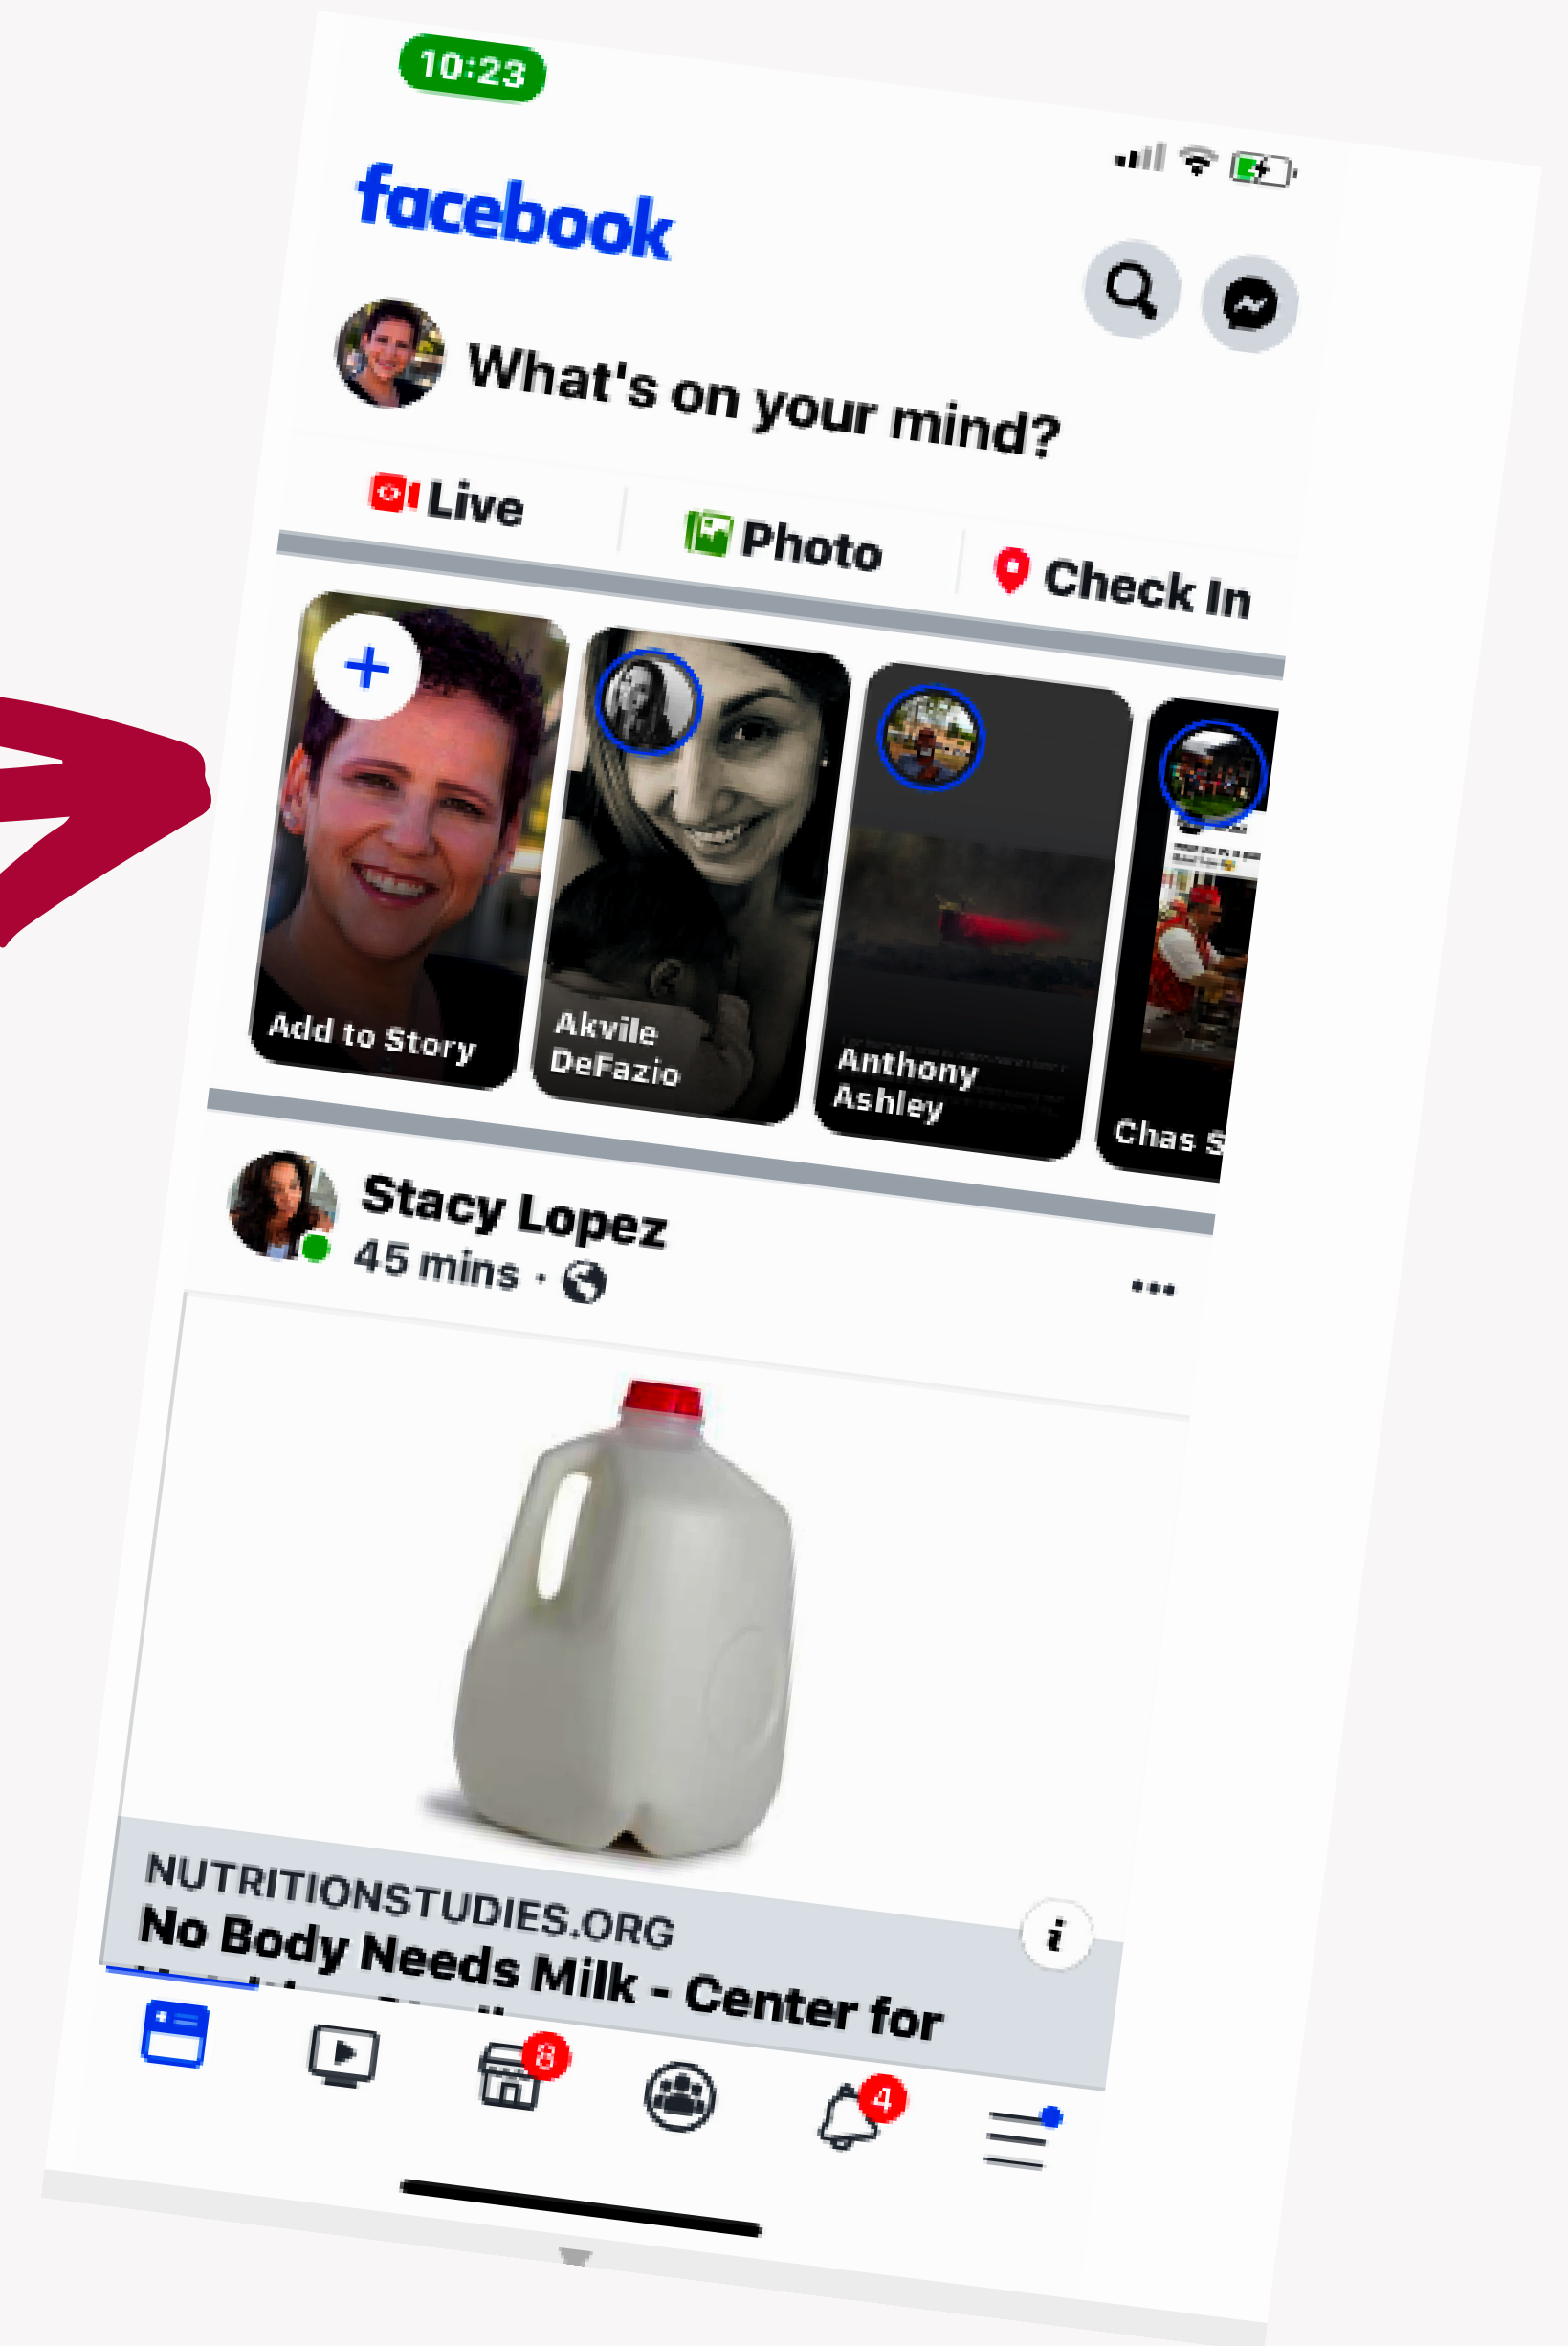 10:23
facebook
What's on your mind?
Live
Photo
Check In
Add to Story
Akvile
DeFazio
Anthony
Ashley
Chas S
Stacy Lopez
45 mins ·
NUTRITIONSTUDIES.ORG
i
No Body Needs Milk - Center for
8
4